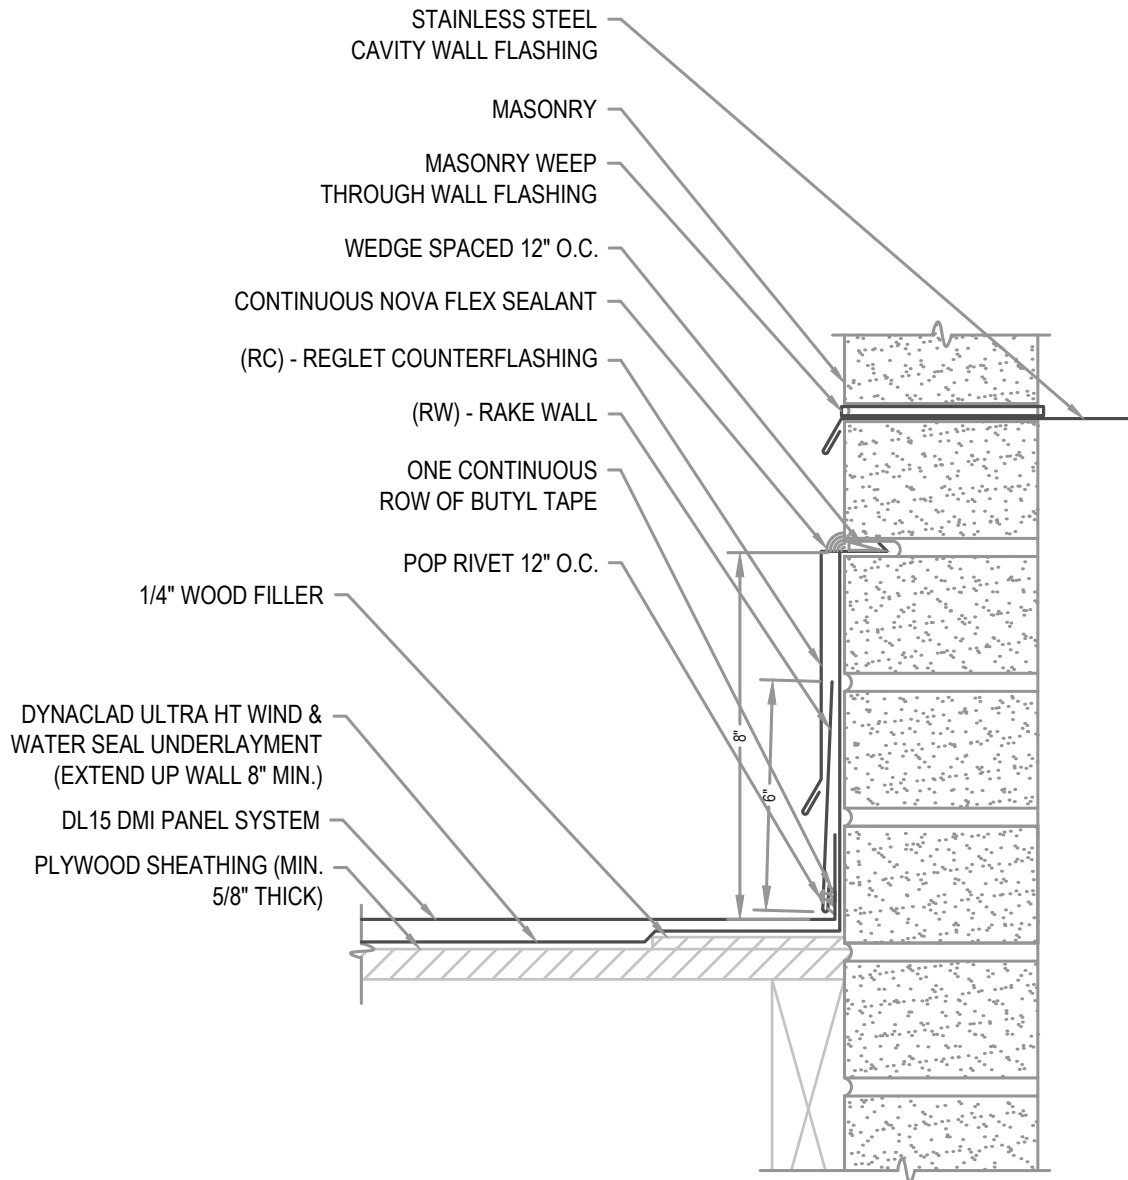 STAINLESS STEEL
CAVITY WALL FLASHING
MASONRY
MASONRY WEEP
THROUGH WALL FLASHING
WEDGE SPACED 12" O.C.
CONTINUOUS NOVA FLEX SEALANT
(RC) - REGLET COUNTERFLASHING
(RW) - RAKE WALL
ONE CONTINUOUS
ROW OF BUTYL TAPE
POP RIVET 12" O.C.
1/4" WOOD FILLER
DYNACLAD ULTRA HT WIND &
WATER SEAL UNDERLAYMENT
(EXTEND UP WALL 8" MIN.)
DL15 DMI PANEL SYSTEM
PLYWOOD SHEATHING (MIN.
5/8" THICK)
8"
6"